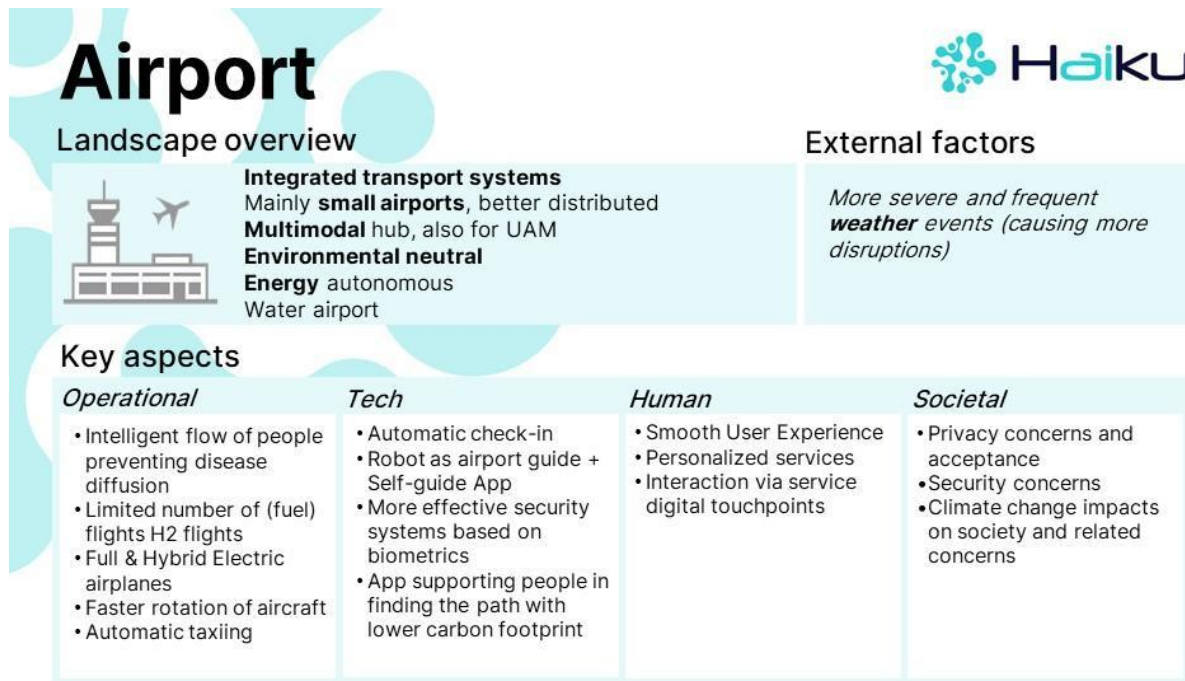 Airport
Haiku
Landscape overview
Integrated transport systems
Mainly small airports, better distributed
Multimodal hub, also for UAM
Environmental neutral
Energy autonomous
Water airport
External factors
More severe and frequent
weather events (causing more
disruptions)
Key aspects
Operational
• Intelligent flow of people
preventing disease
diffusion
• Limited number of (fuel)
flights H2 flights
• Full & Hybrid Electric
airplanes
• Faster rotation of aircraft
• Automatic taxiing
Tech
• Automatic check-in
• Robot as airport guide +
Self-guide App
• More effective security
systems based on
biometrics
• App supporting people in
finding the path with
lower carbon footprint
Human
• Smooth User Experience
• Personalized services
• Interaction via service
digital touchpoints
Societal
• Privacy concerns and
acceptance
• Security concerns
• Climate change impacts
on society and related
concerns